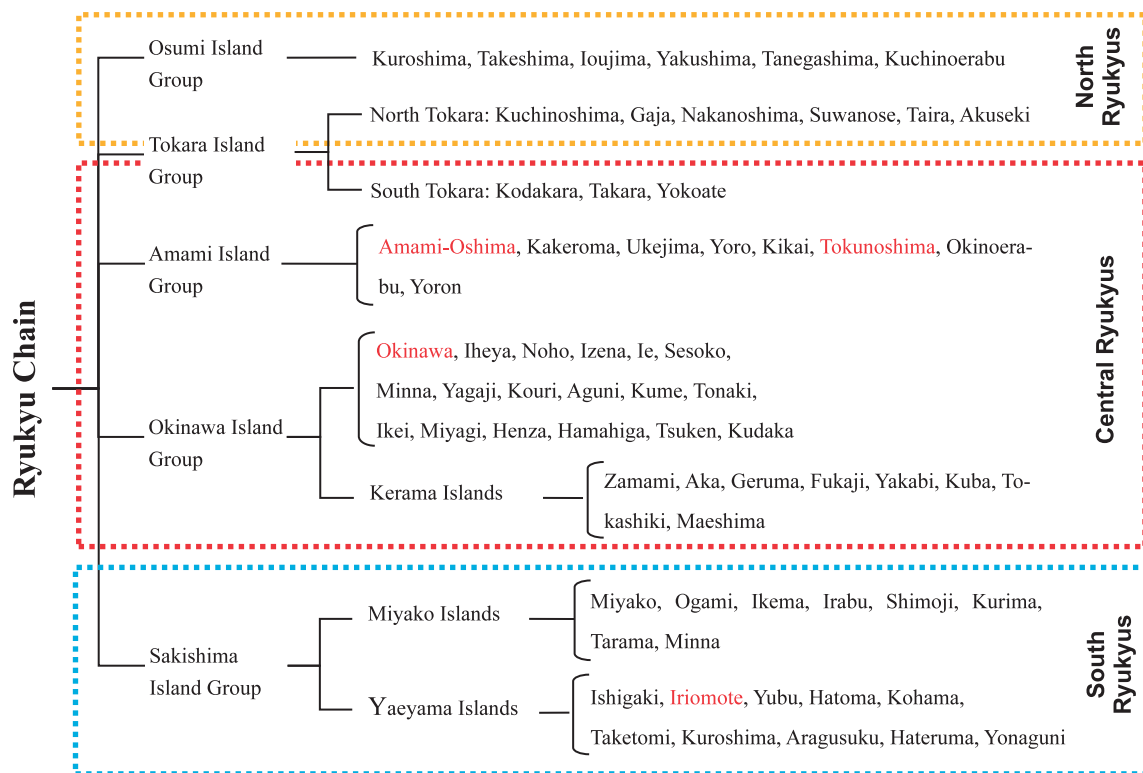 Ryukyu Chain
Osumi Island
Group
Kuroshima, Takeshima, Ioujima, Yakushima, Tanegashima, Kuchinoerabu
North
Ryukyus
Tokara Island
Group
North Tokara: Kuchinoshima, Gaja, Nakanoshima, Suwanose, Taira, Akuseki
South Tokara: Kodakara, Takara, Yokoate
Central Ryukyus
Amami Island
Group
Amami-Oshima, Kakeroma, Ukejima, Yoro, Kikai, Tokunoshima, Okinoera-
bu, Yoron
Okinawa Island
Group
Okinawa, Iheya, Noho, Izena, Ie, Sesoko,
Minna, Yagaji, Kouri, Aguni, Kume, Tonaki,
Ikei, Miyagi, Henza, Hamahiga, Tsuken, Kudaka
Kerama Islands
Zamami, Aka, Geruma, Fukaji, Yakabi, Kuba, To-
kashiki, Maeshima
Sakishima
Island Group
Miyako Islands
Miyako, Ogami, Ikema, Irabu, Shimoji, Kurima,
Tarama, Minna
Yaeyama Islands
Ishigaki, Iriomote, Yubu, Hatoma, Kohama,
Taketomi, Kuroshima, Aragusuku, Hateruma, Yonaguni
South
Ryukyus